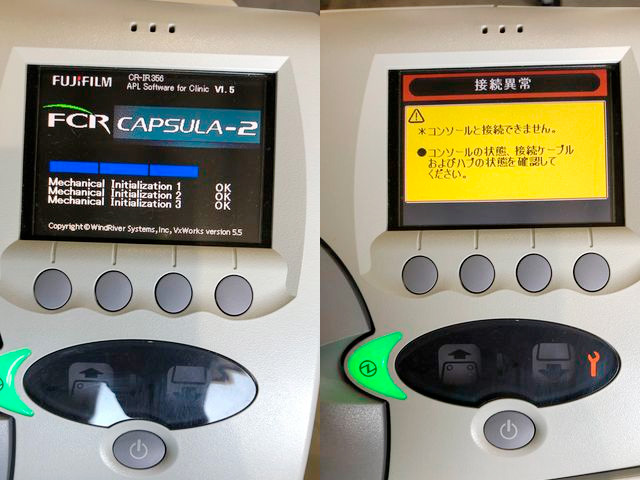 FUJIFILM
CR-IR356
APL Software for Clinic V1.5
FCR CAPSULA-2
Mechanical Initialization 1 OK
Mechanical Initialization 2 OK
Mechanical Initialization 3 OK
Copyright©WindRiver Systems, Inc, VxWorks version 5.5
接続異常
＊コンソールと接続できません。
●コンソールの状態、接続ケーブル
およびハブの状態を確認して
ください。